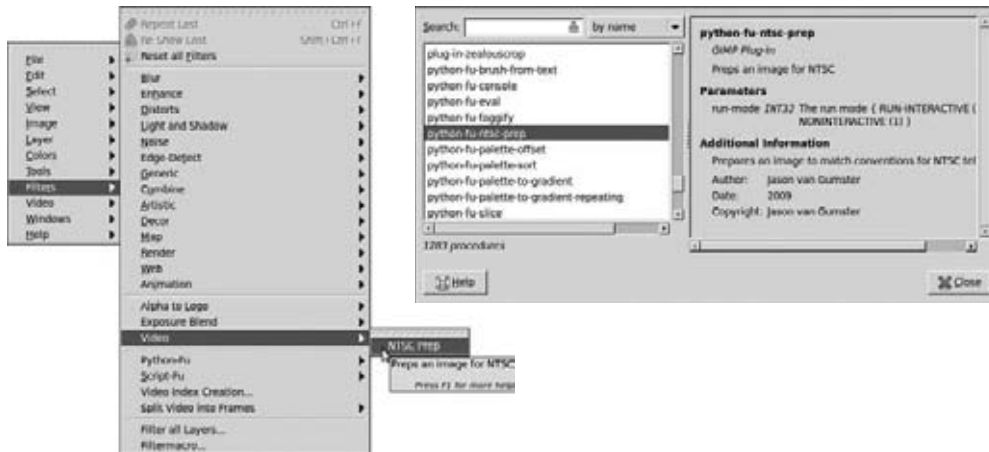 File
Edit
Select
View
Image
Layer
Colors
Tools
Filters
Video
Windows
Help
Repeat Last Ctrl+F
Re-Show Last Shift+Ctrl+F
Reset all Filters
Blur
Enhance
Distorts
Light and Shadow
Noise
Edge-Detect
Generic
Combine
Artistic
Decor
Map
Render
Web
Animation
Alpha to Logo
Exposure Blend
Video
Python-Fu
Script-Fu
Video Index Creation...
Split Video into Frames
Filter all Layers...
Filtermacro...
NTSC Prep
Preps an image for NTSC
Press F1 for more help
Search: by name
plug-in-zealouscrop
python-fu-brush-from-text
python-fu-console
python-fu-eval
python-fu-foggify
python-fu-ntsc-prep
python-fu-palette-offset
python-fu-palette-sort
python-fu-palette-to-gradient
python-fu-palette-to-gradient-repeating
python-fu-slice
1283 procedures
Help
python-fu-ntsc-prep
GIMP Plug-in
Preps an image for NTSC
Parameters
run-mode INT32 The run mode { RUN-INTERACTIVE (
NONINTERACTIVE (1) }
Additional Information
Prepares an image to match conventions for NTSC tel
Author: Jason van Gumster
Date: 2009
Copyright: Jason van Gumster
Close